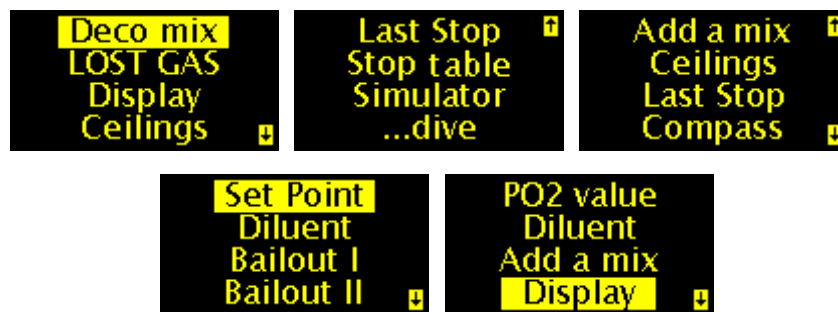 Deco mix
LOST GAS
Display
Ceilings
Last Stop
Stop table
Simulator
...dive
Add a mix
Ceilings
Last Stop
Compass
Set Point
Diluent
Bailout I
Bailout II
PO2 value
Diluent
Add a mix
Display